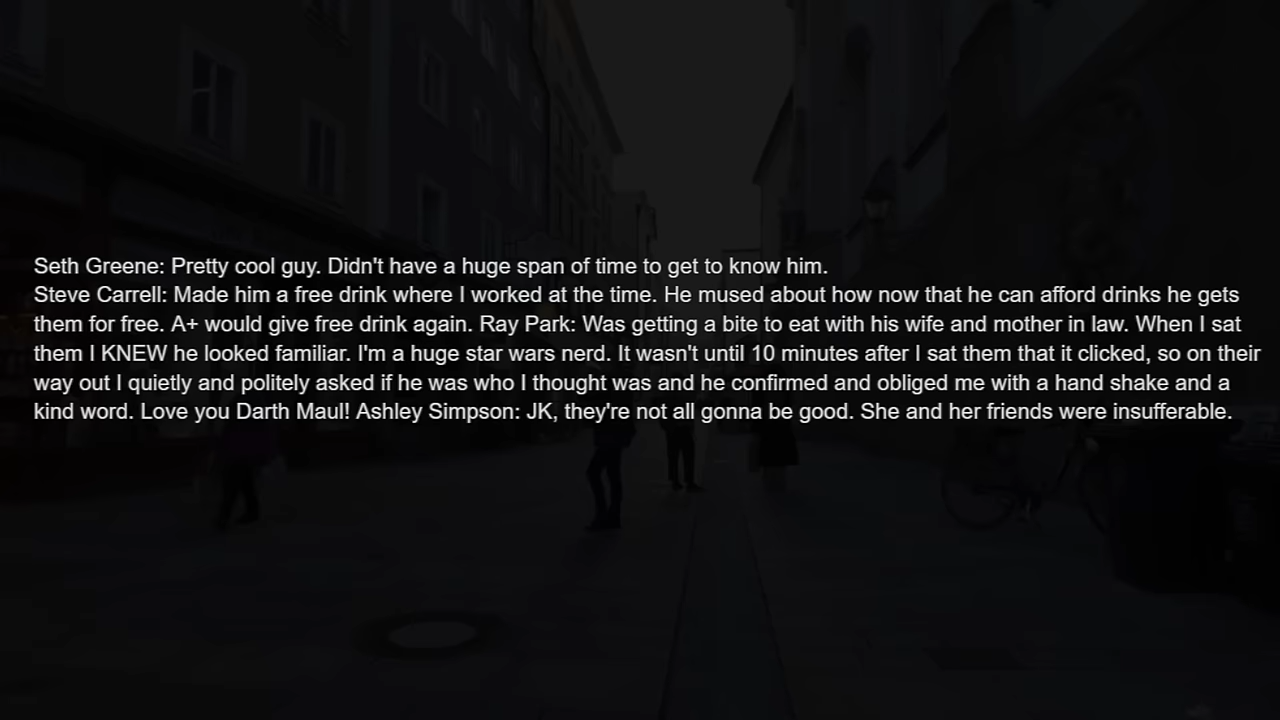 Seth Greene: Pretty cool guy. Didn't have a huge span of time to get to know him.
Steve Carrell: Made him a free drink where I worked at the time. He mused about how now that he can afford drinks he gets
them for free. A+ would give free drink again. Ray Park: Was getting a bite to eat with his wife and mother in law. When I sat
them I KNEW he looked familiar. I'm a huge star wars nerd. It wasn't until 10 minutes after I sat them that it clicked, so on their
way out I quietly and politely asked if he was who I thought was and he confirmed and obliged me with a hand shake and a
kind word. Love you Darth Maul! Ashley Simpson: JK, they're not all gonna be good. She and her friends were insufferable.